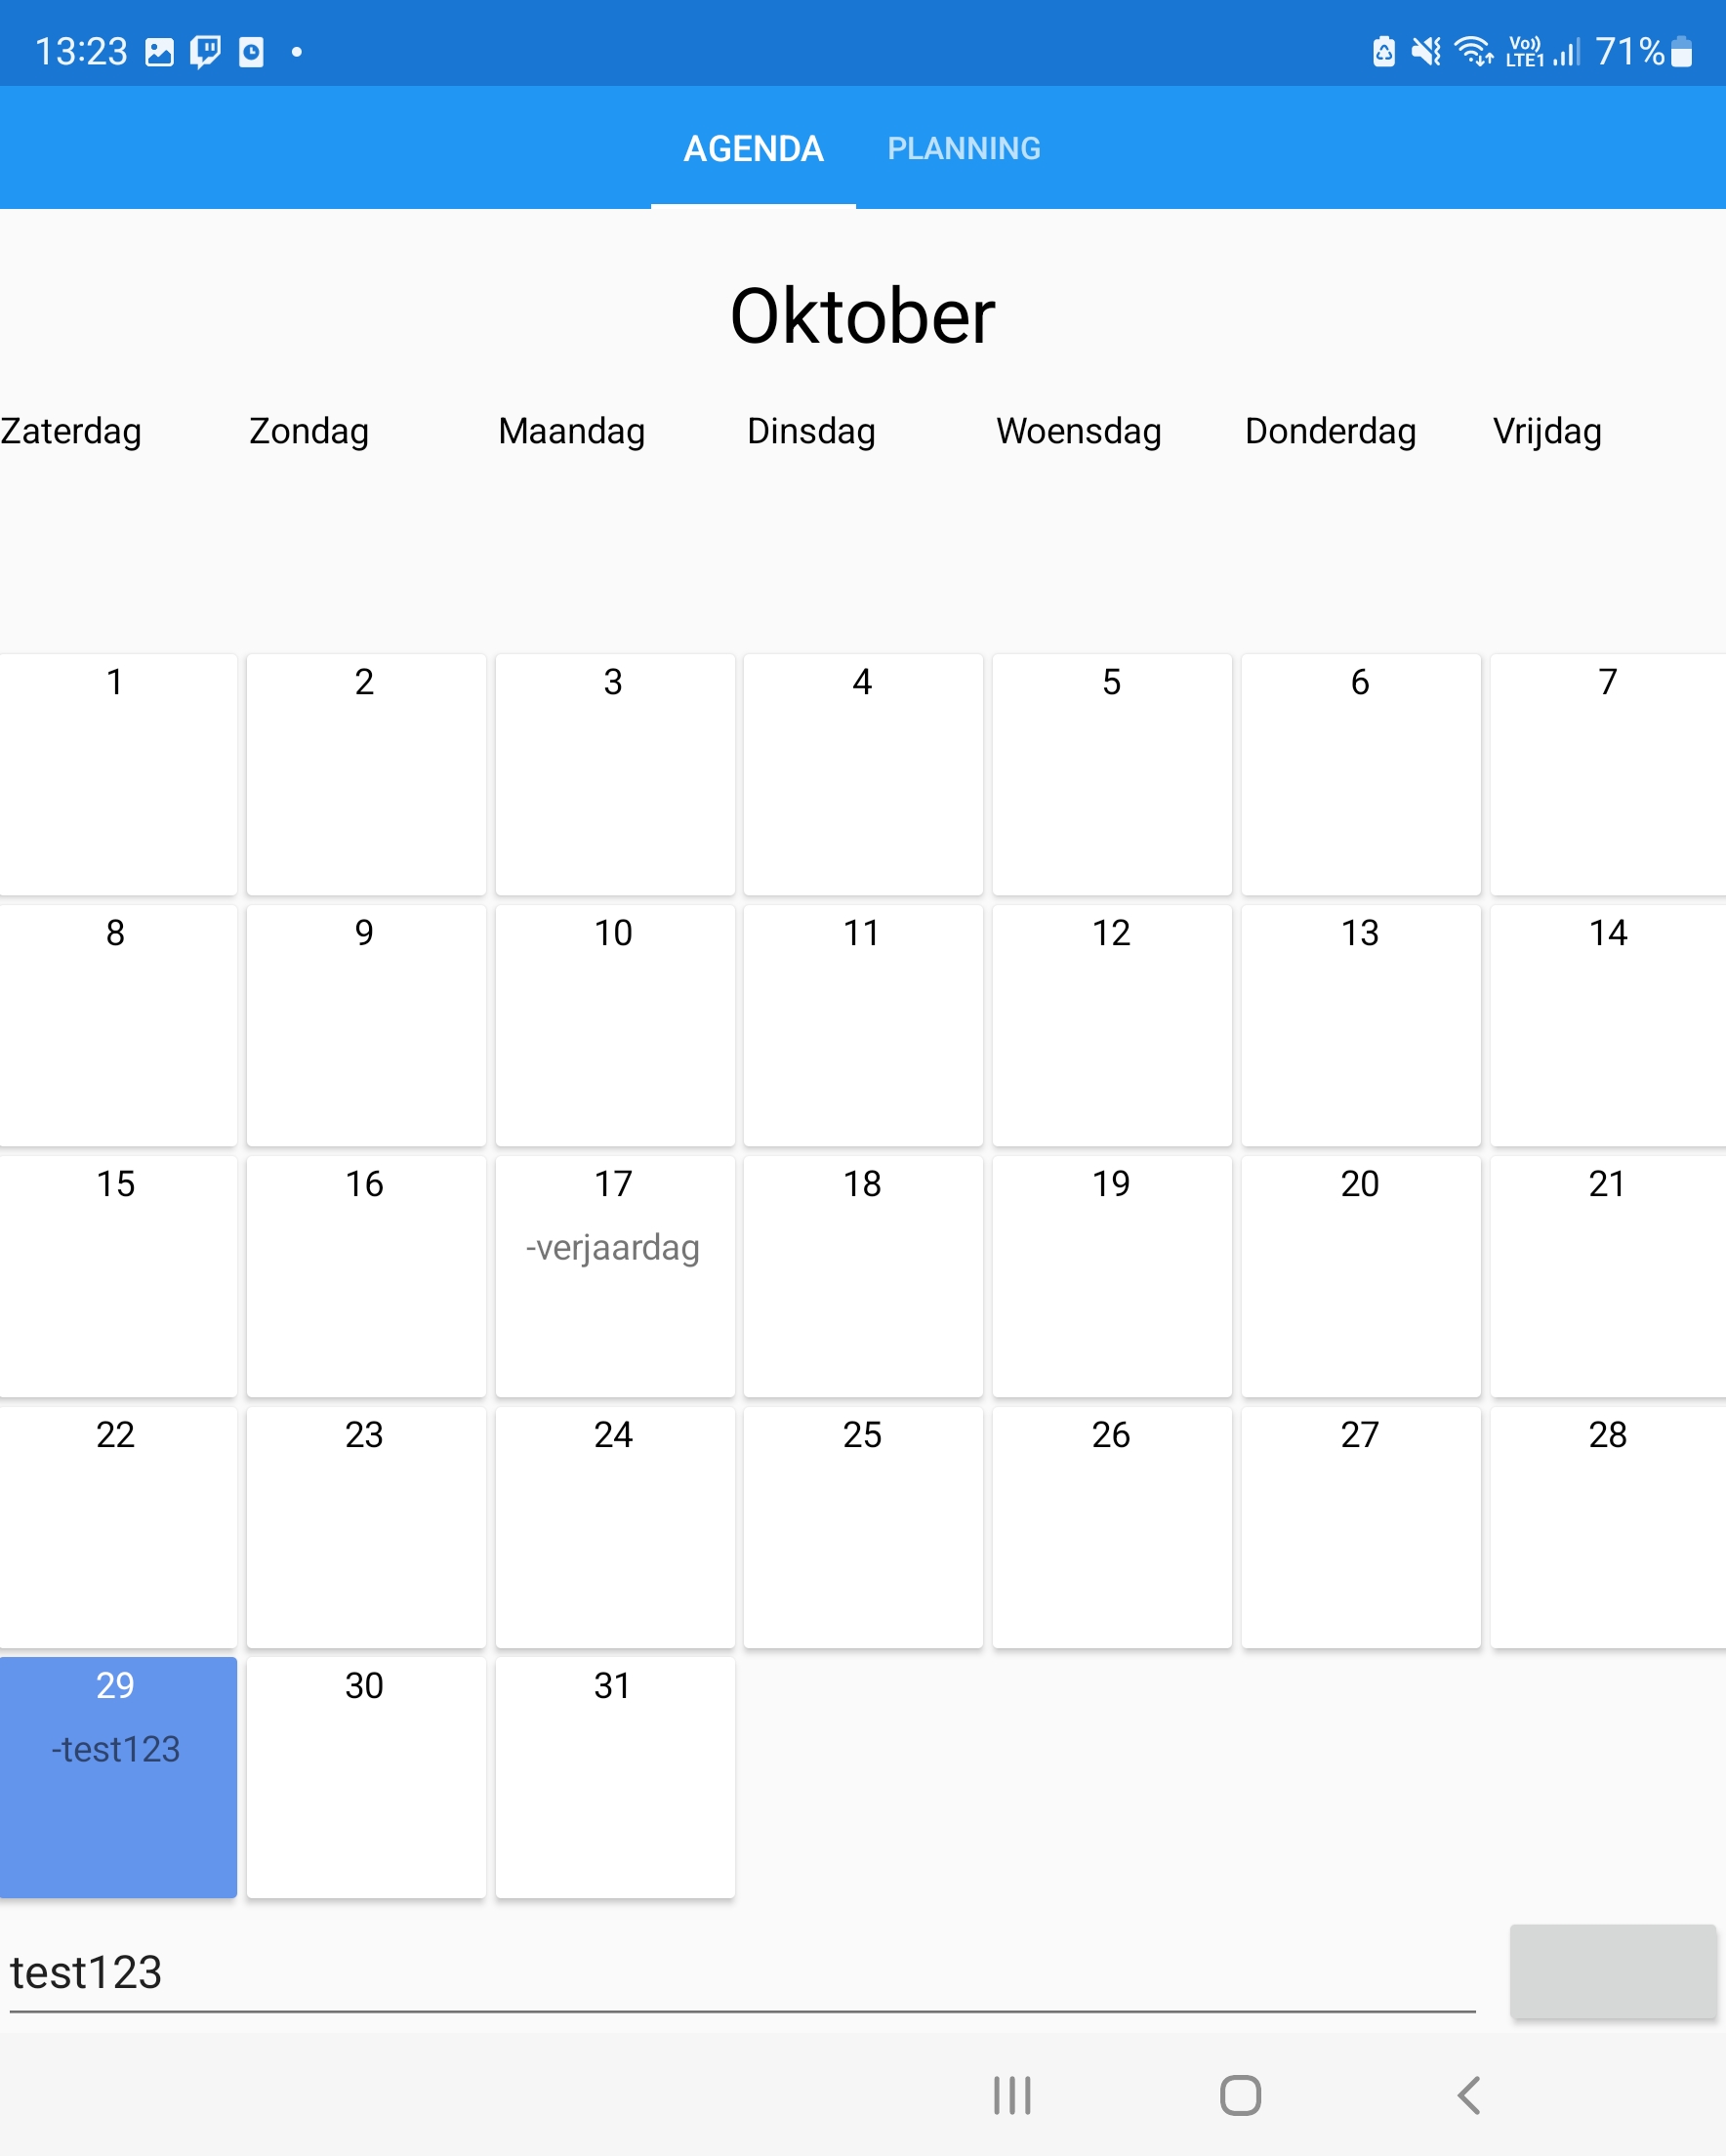 13:23 Vo)) LTE1 71%
AGENDA PLANNING
Oktober
Zaterdag Zondag Maandag Dinsdag Woensdag Donderdag Vrijdag
1 2 3 4 5 6 7
8 9 10 11 12 13 14
15 16 17 18 19 20 21
-verjaardag
22 23 24 25 26 27 28
29 30 31
-test123
test123